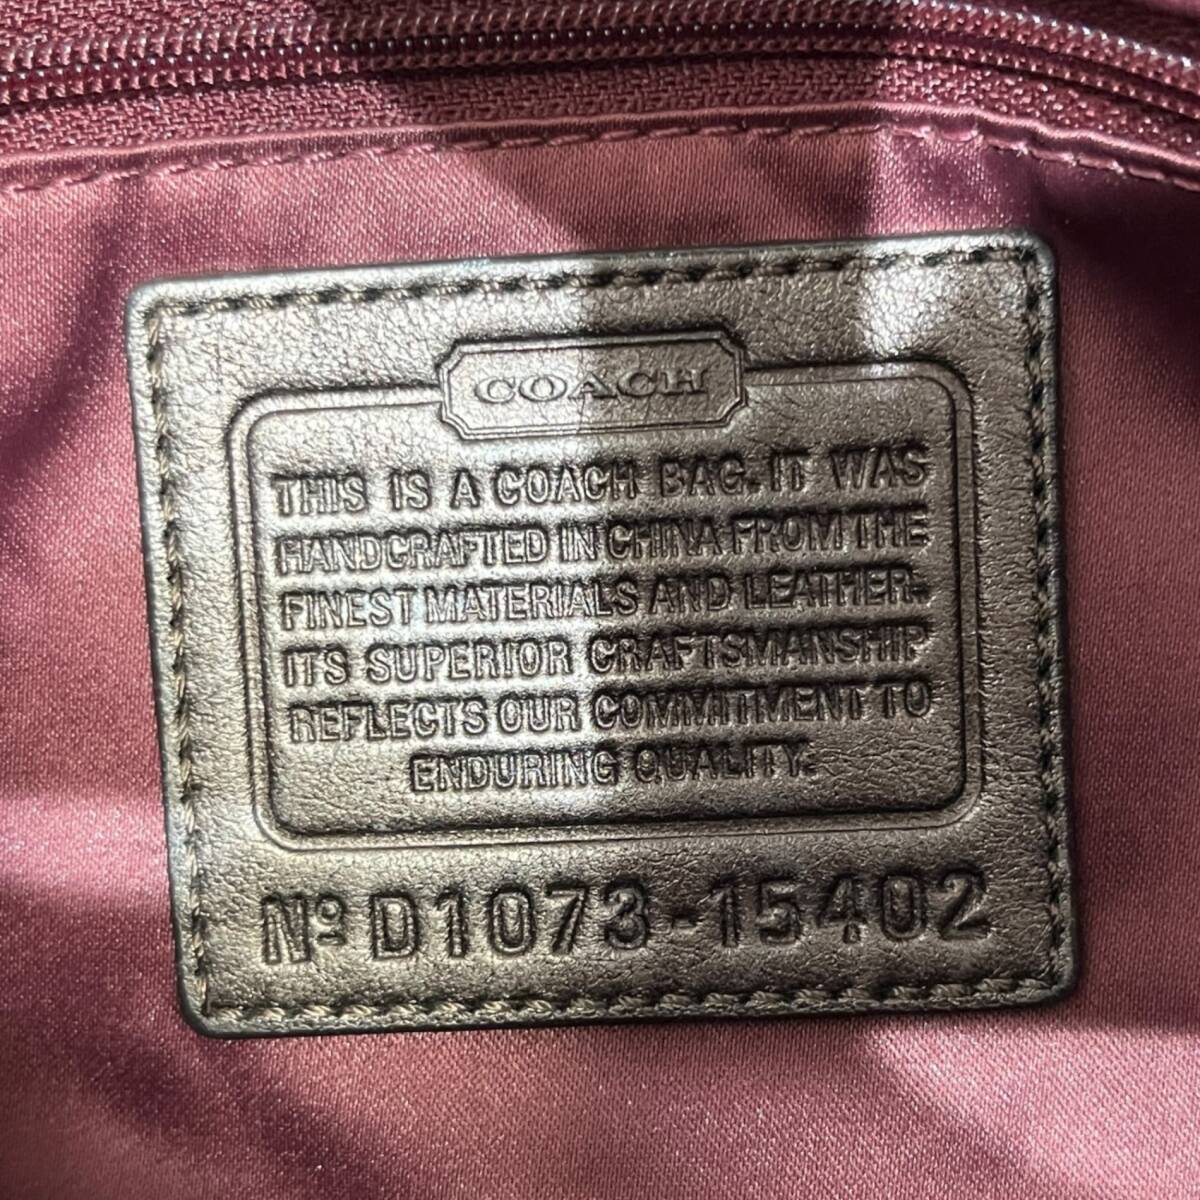 COACH
THIS IS A COACH BAG. IT WAS
HANDCRAFTED IN CHINA FROM THE
FINEST MATERIALS AND LEATHER.
ITS SUPERIOR CRAFTSMANSHIP
REFLECTS OUR COMMITMENT TO
ENDURING QUALITY.
Nº D1073-15402